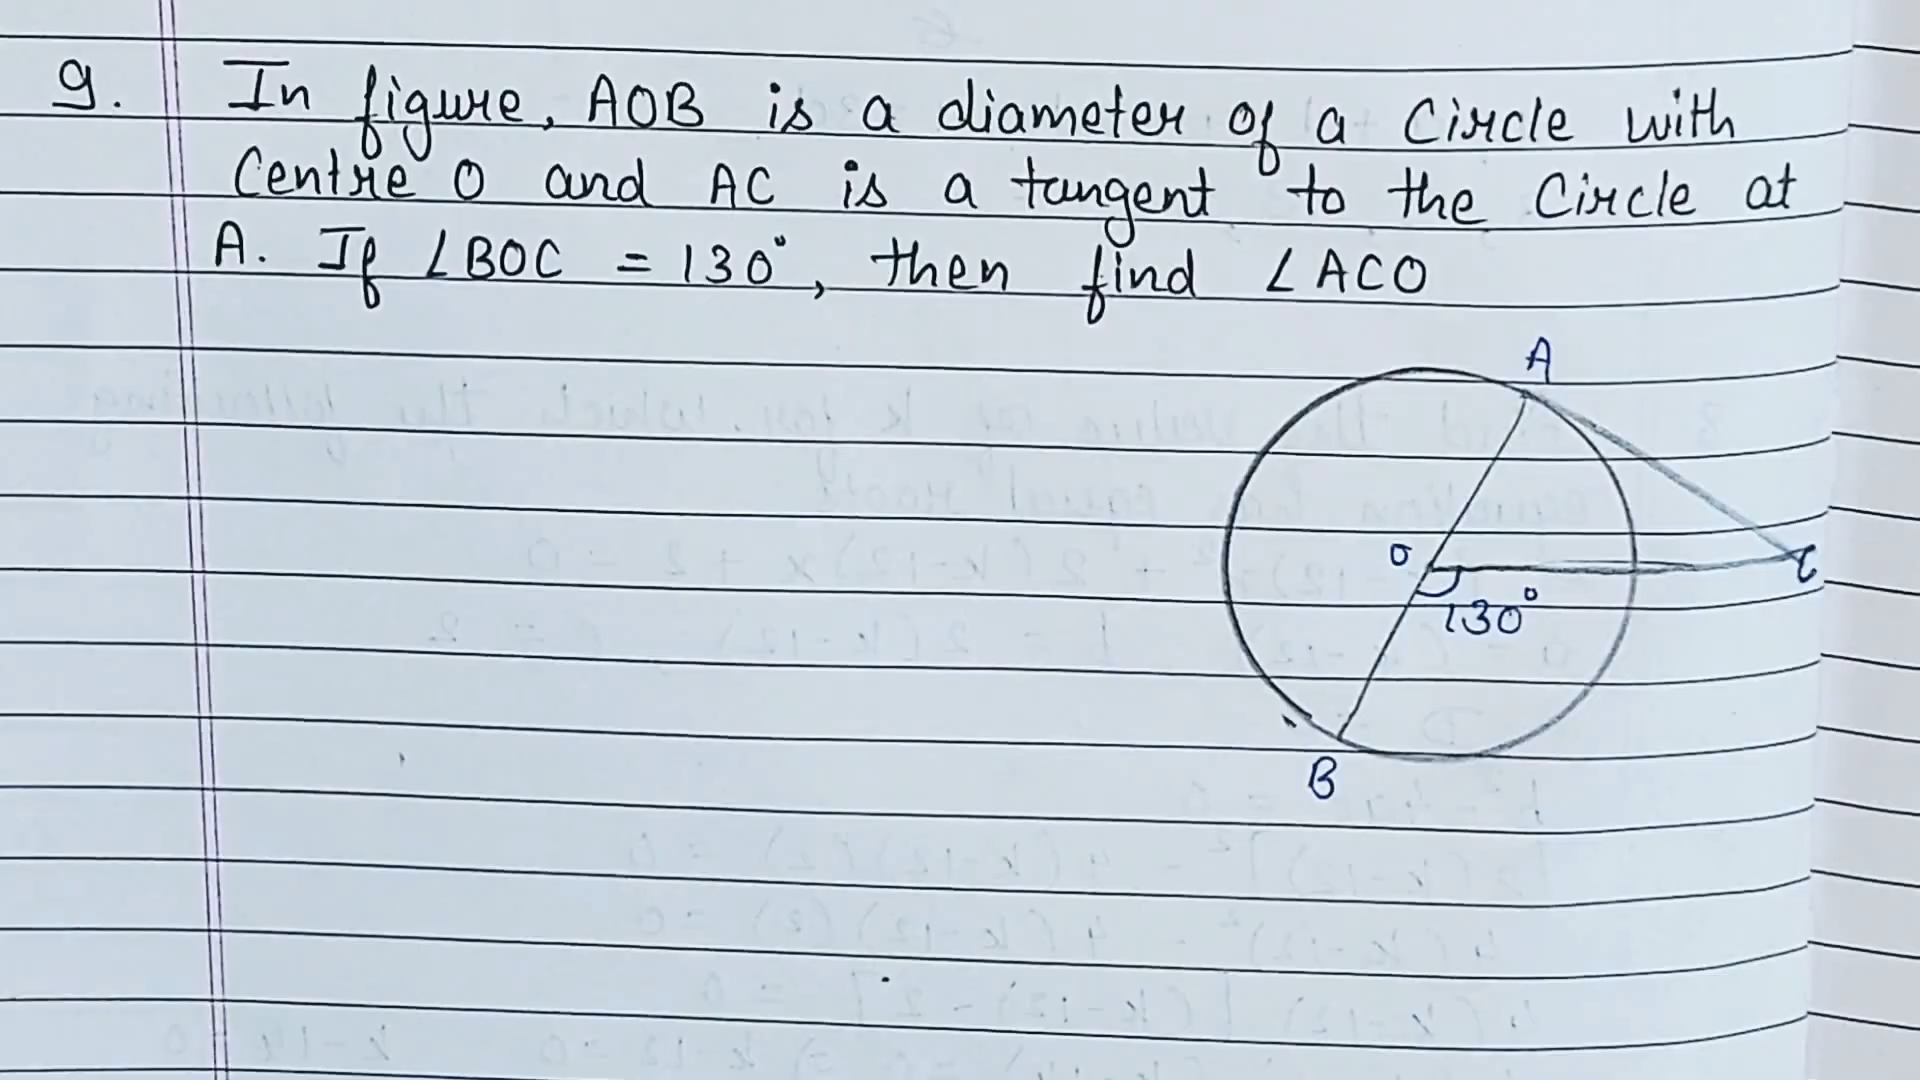 9. In figure, AOB is a diameter of a Circle with
Centre O and AC is a tangent to the Circle at
A. If ∠BOC = 130°, then find ∠ACO
A
O
C
130°
B